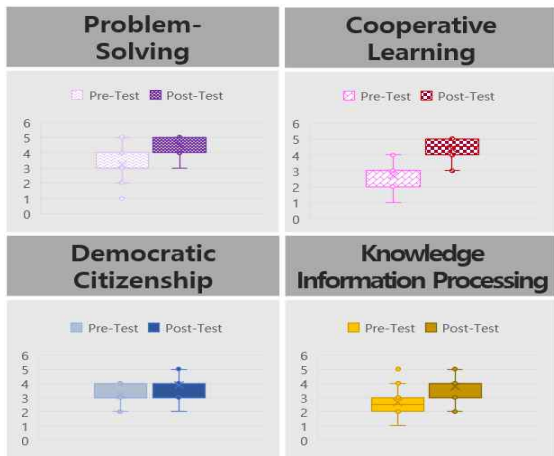 Problem-
Solving
Pre-Test Post-Test
6
5
4
3
2
1
0
Cooperative
Learning
Pre-Test Post-Test
6
5
4
3
2
1
0
Democratic
Citizenship
Pre-Test Post-Test
6
5
4
3
2
1
0
Knowledge
Information Processing
Pre-Test Post-Test
6
5
4
3
2
1
0